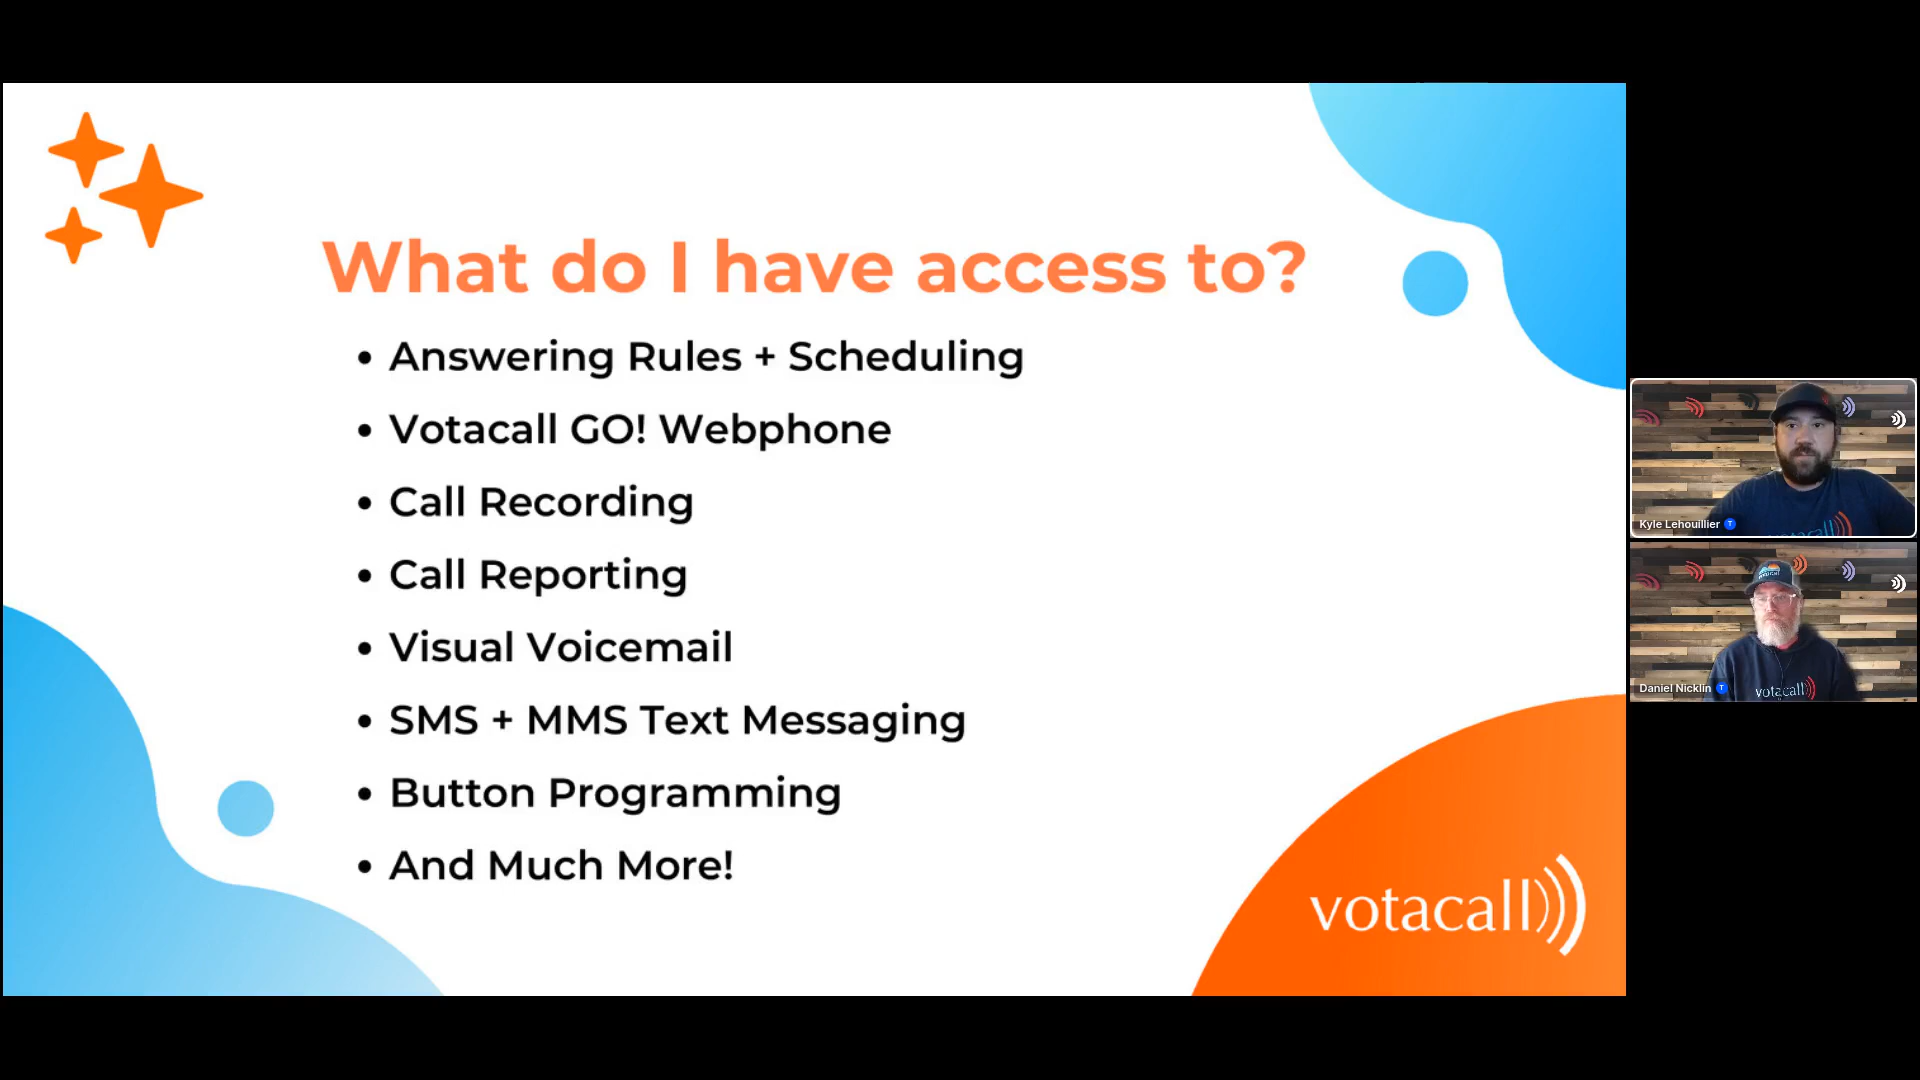 What do I have access to?
• Answering Rules + Scheduling
• Votacall GO! Webphone
• Call Recording
• Call Reporting
• Visual Voicemail
• SMS + MMS Text Messaging
• Button Programming
• And Much More!
votacall
Kyle Lehouillier
T
votacall
Daniel Nicklin
T
votacall